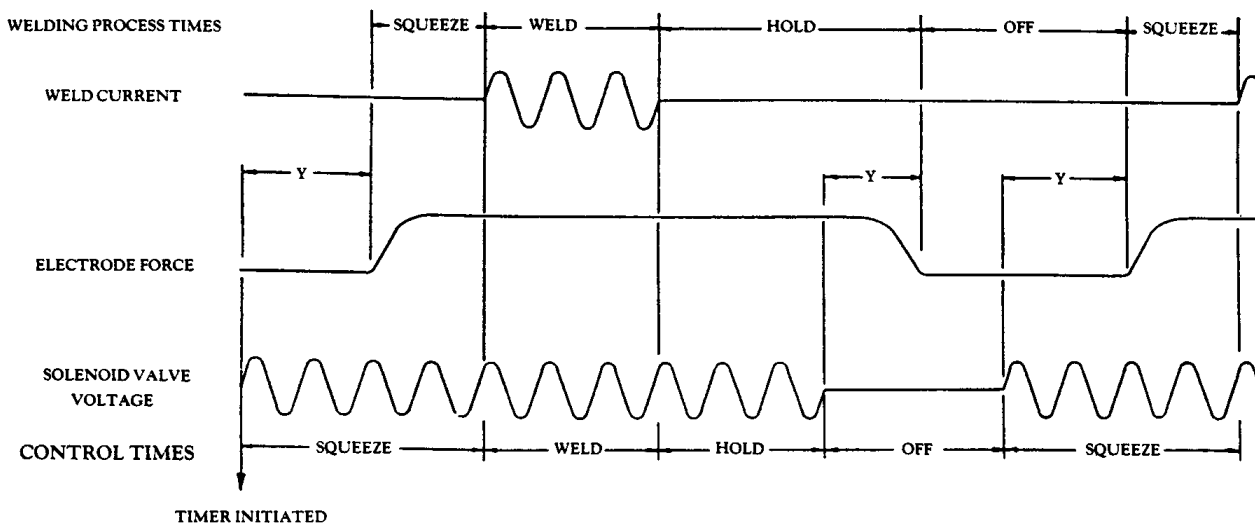 WELDING PROCESS TIMES SQUEEZE WELD HOLD OFF SQUEEZE
WELD CURRENT
Y Y Y
ELECTRODE FORCE
SOLENOID VALVE
VOLTAGE
CONTROL TIMES SQUEEZE WELD HOLD OFF SQUEEZE
TIMER INITIATED